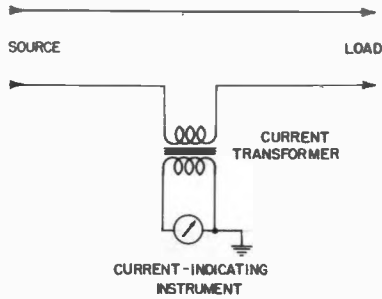 SOURCE
LOAD
CURRENT
TRANSFORMER
CURRENT-INDICATING
INSTRUMENT